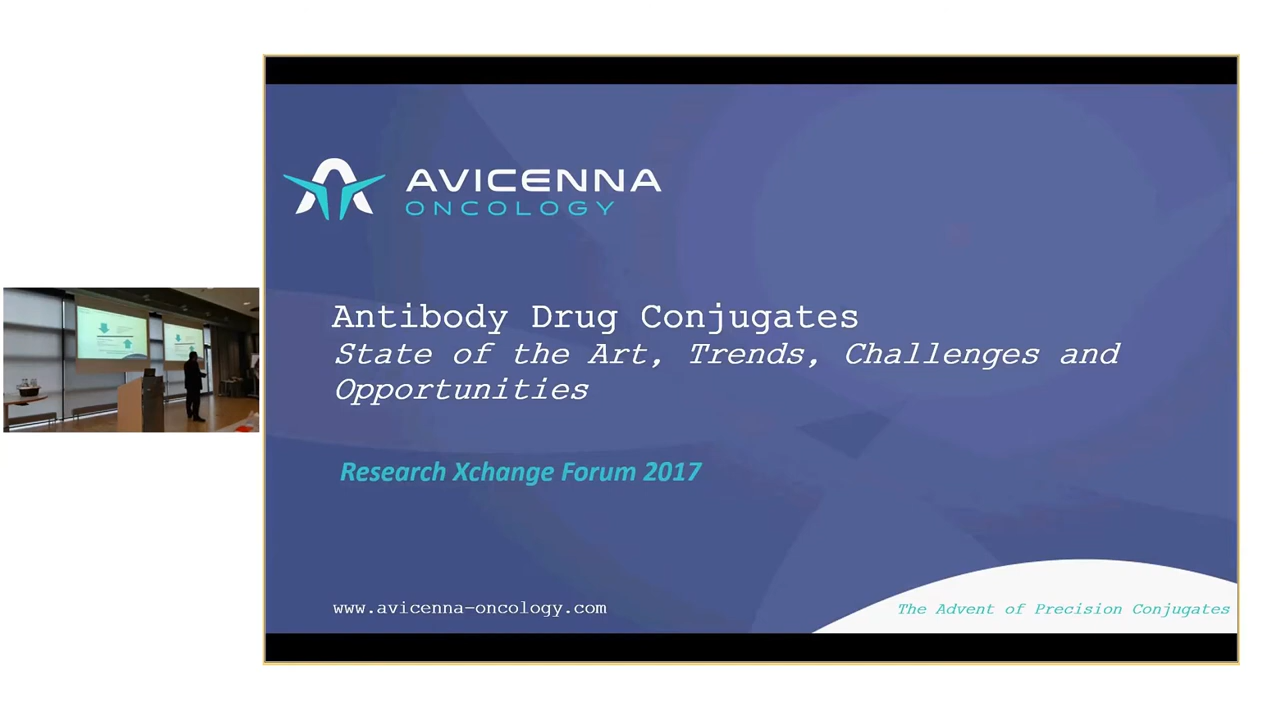 AVICENNA
ONCOLOGY
Antibody Drug Conjugates
State of the Art, Trends, Challenges and
Opportunities
Research Xchange Forum 2017
www.avicenna-oncology.com
The Advent of Precision Conjugates